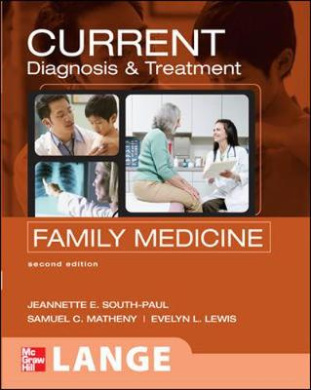 CURRENT
Diagnosis & Treatment
FAMILY MEDICINE
second edition
JEANNETTE E. SOUTH-PAUL
SAMUEL C. MATHENY | EVELYN L. LEWIS
Mc
Graw
Hill
LANGE